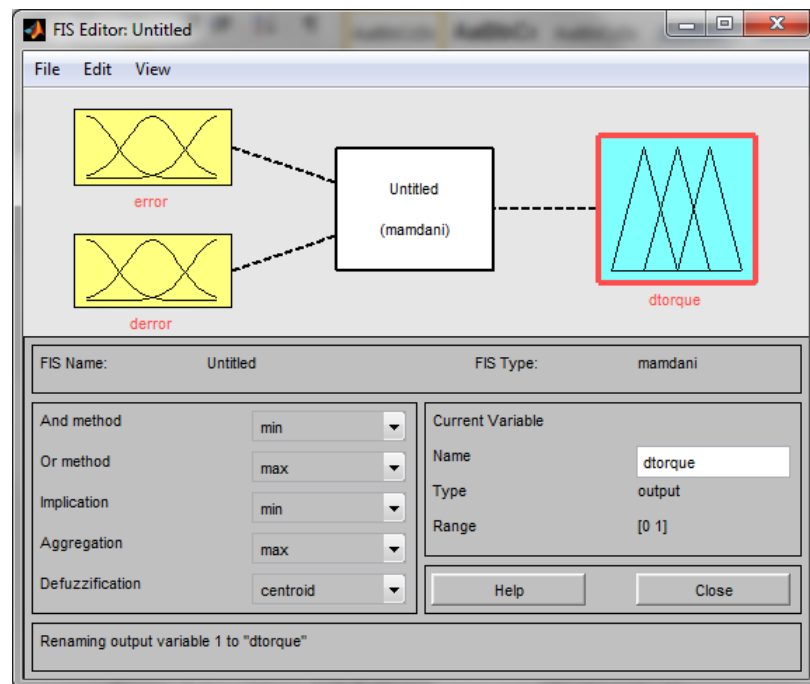 FIS Editor: Untitled
File Edit View
error
derror
Untitled
(mamdani)
dtorque
FIS Name: Untitled FIS Type: mamdani
And method min
Or method max
Implication min
Aggregation max
Defuzzification centroid
Current Variable
Name dtorque
Type output
Range [0 1]
Help Close
Renaming output variable 1 to "dtorque"